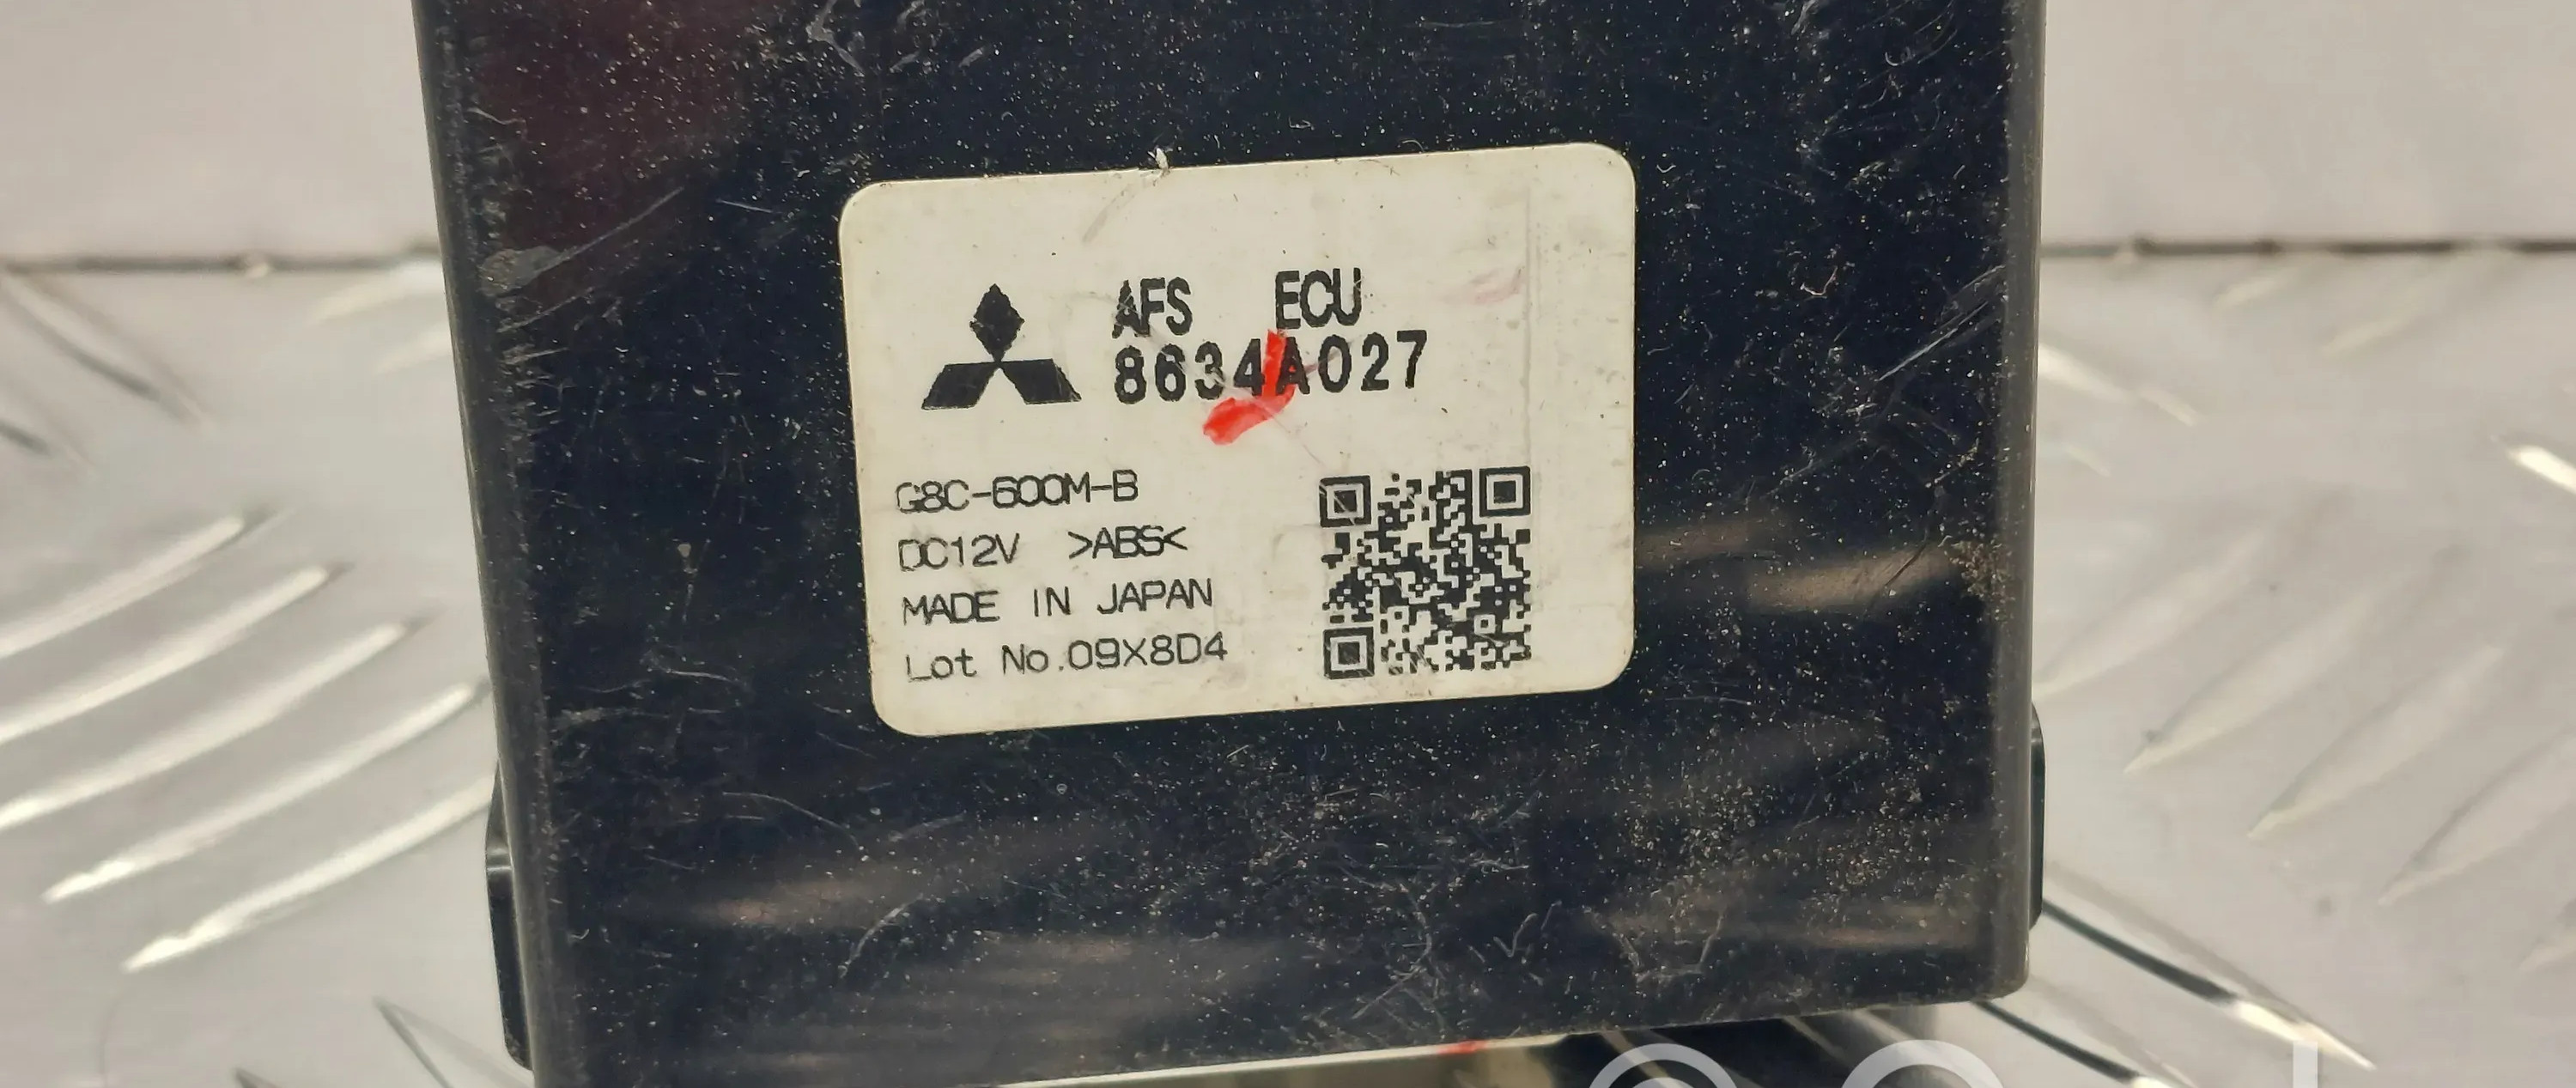 AFS ECU
8634A027
G8C-600M-B
DC12V >ABS<
MADE IN JAPAN
Lot No.09X8D4